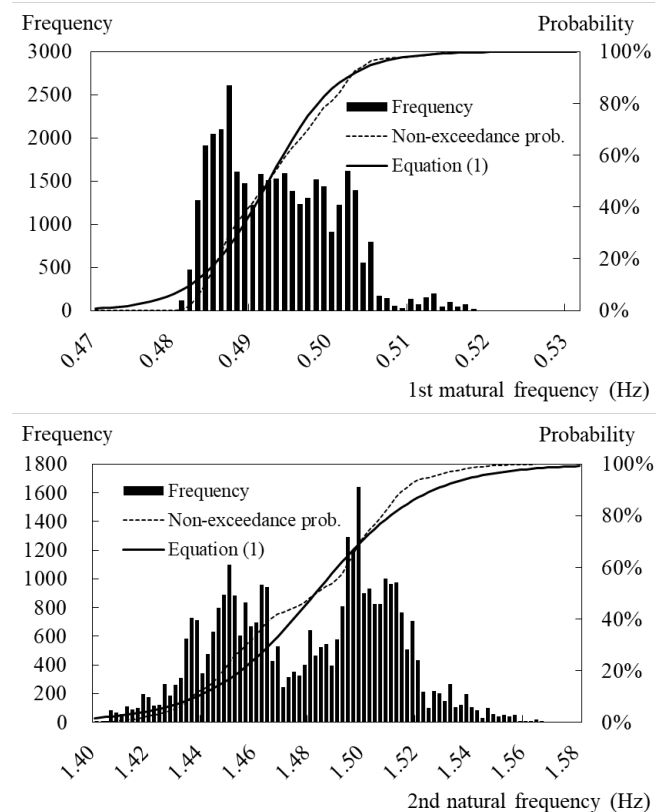 Frequency Probability
3000 100%
2500 80%
2000 60%
1500 40%
1000 20%
500
0 0%
Frequency
Non-exceedance prob.
Equation (1)
0.47 0.48 0.49 0.50 0.51 0.52 0.53
1st matural frequency (Hz)
Frequency Probability
1800 100%
1600
1400 80%
1200
1000 60%
800
600 40%
400 20%
200
0 0%
Frequency
Non-exceedance prob.
Equation (1)
1.40 1.42 1.44 1.46 1.48 1.50 1.52 1.54 1.56 1.58
2nd natural frequency (Hz)